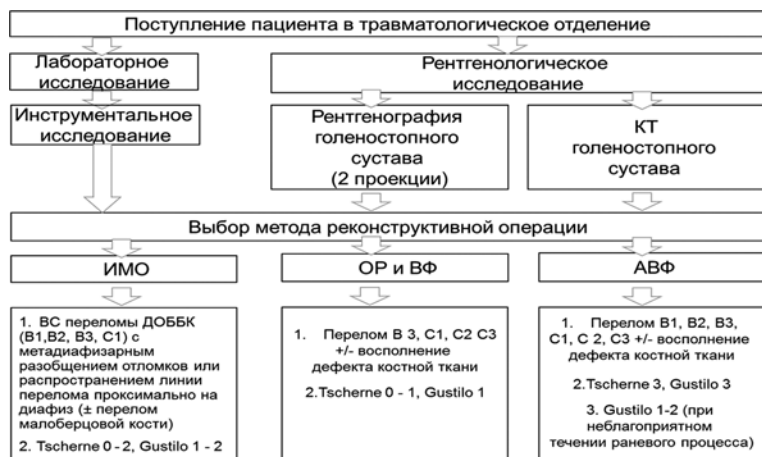 Поступление пациента в травматологическое отделение
Лабораторное
исследование
Рентгенологическое
исследование
Инструментальное
исследование
Рентгенография
голеностопного
сустава
(2 проекции)
КТ
голеностопного
сустава
Выбор метода реконструктивной операции
ИМО
ОР и ВФ
АВФ
1. ВС переломы ДОББК
(В1,В2, В3, С1) с
метадиафизарным
разобщением отломков или
распространением линии
перелома проксимально на
диафиз (± перелом
малоберцовой кости)
2. Tscherne 0 - 2, Gustilo 1 - 2
1. Перелом В 3, С1, С2 С3
+/- восполнение
дефекта костной ткани
2.Tscherne 0 - 1, Gustilo 1
1. Перелом В1, В2, В3,
С1, С 2, С3 +/- восполнение
дефекта костной ткани
2.Tscherne 3, Gustilo 3
3. Gustilo 1-2 (при
неблагоприятном
течении раневого процесса)